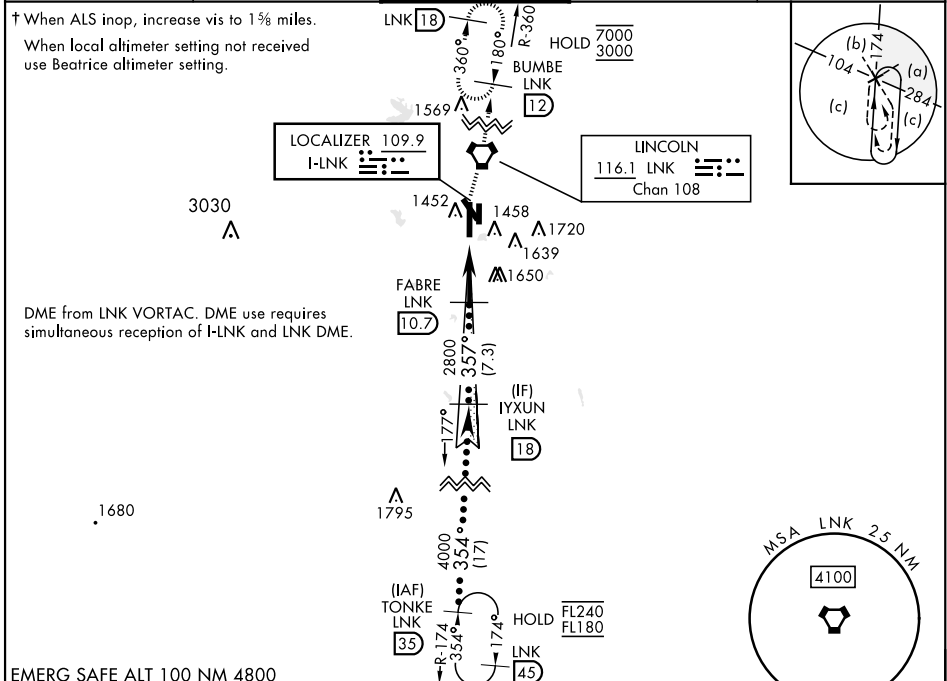 † When ALS inop, increase vis to 1⅝ miles.
When local altimeter setting not received
use Beatrice altimeter setting.
LNK 18
360°
180°
R-360
HOLD 7000
3000
BUMBE
LNK
12
1569
(b)
174
104
(a)
284
(c)
(c)
LOCALIZER 109.9
I-LNK
LINCOLN
116.1 LNK
Chan 108
3030
1452
1458
1720
1639
1650
FABRE
LNK
10.7
DME from LNK VORTAC. DME use requires
simultaneous reception of I-LNK and LNK DME.
2800
357°
(7.3)
(IF)
IYXUN
LNK
18
177°
1680
1795
4000
354°
(17)
MSA LNK 25 NM
4100
(IAF)
TONKE
LNK
35
R-174
354°
174°
HOLD FL240
FL180
LNK
45
EMERG SAFE ALT 100 NM 4800